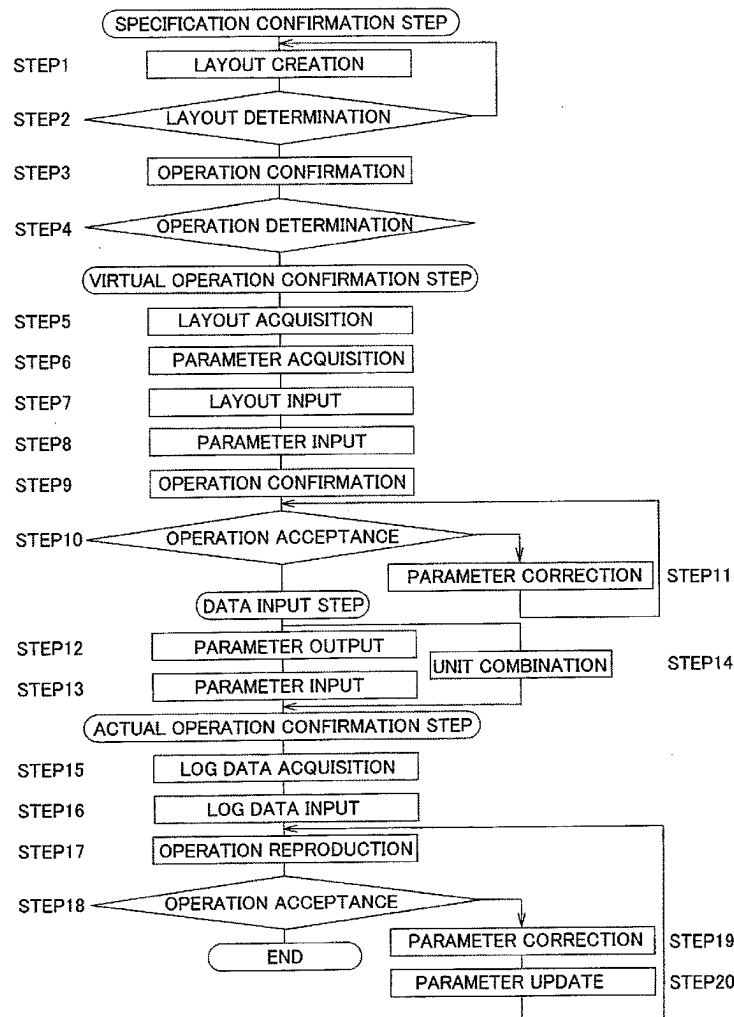 SPECIFICATION CONFIRMATION STEP
STEP1 LAYOUT CREATION
STEP2 LAYOUT DETERMINATION
STEP3 OPERATION CONFIRMATION
STEP4 OPERATION DETERMINATION
VIRTUAL OPERATION CONFIRMATION STEP
STEP5 LAYOUT ACQUISITION
STEP6 PARAMETER ACQUISITION
STEP7 LAYOUT INPUT
STEP8 PARAMETER INPUT
STEP9 OPERATION CONFIRMATION
STEP10 OPERATION ACCEPTANCE
PARAMETER CORRECTION STEP11
DATA INPUT STEP
STEP12 PARAMETER OUTPUT
UNIT COMBINATION STEP14
STEP13 PARAMETER INPUT
ACTUAL OPERATION CONFIRMATION STEP
STEP15 LOG DATA ACQUISITION
STEP16 LOG DATA INPUT
STEP17 OPERATION REPRODUCTION
STEP18 OPERATION ACCEPTANCE
PARAMETER CORRECTION STEP19
END
PARAMETER UPDATE STEP20